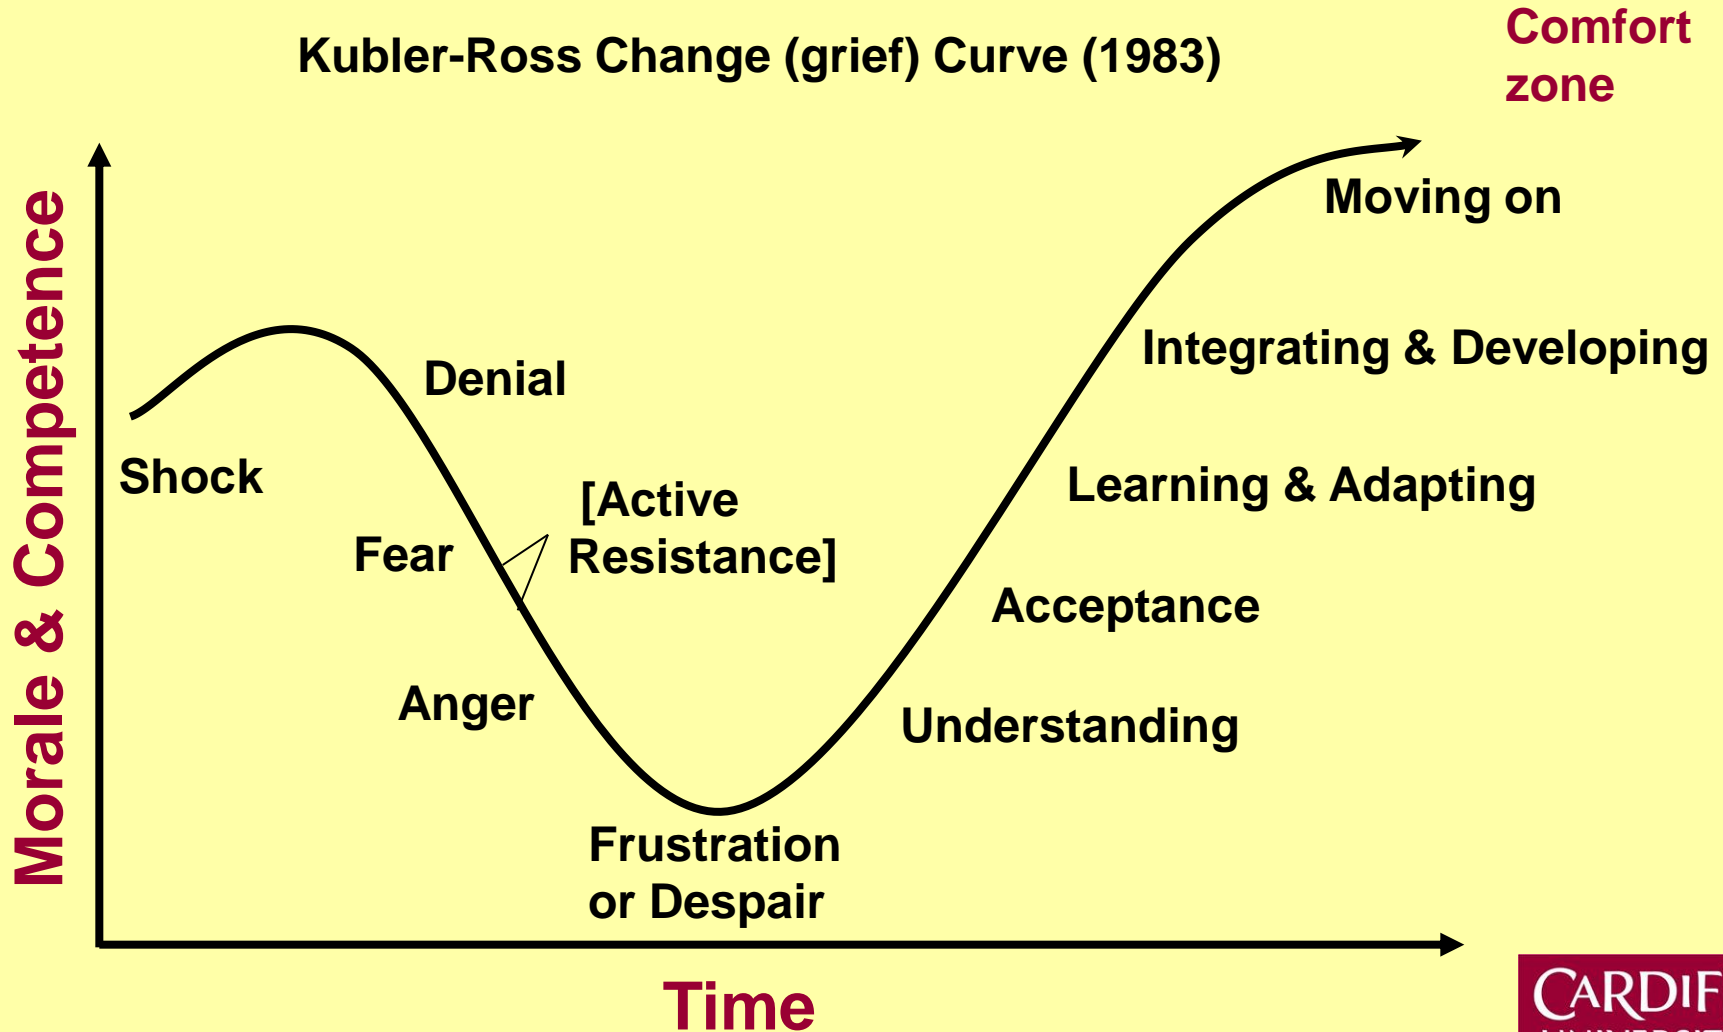 Kubler-Ross Change (grief) Curve (1983)
Comfort
zone
Morale & Competence
Moving on
Denial
Integrating & Developing
Shock
[Active
Resistance]
Learning & Adapting
Fear
Acceptance
Anger
Understanding
Frustration
or Despair
Time
CARDIF